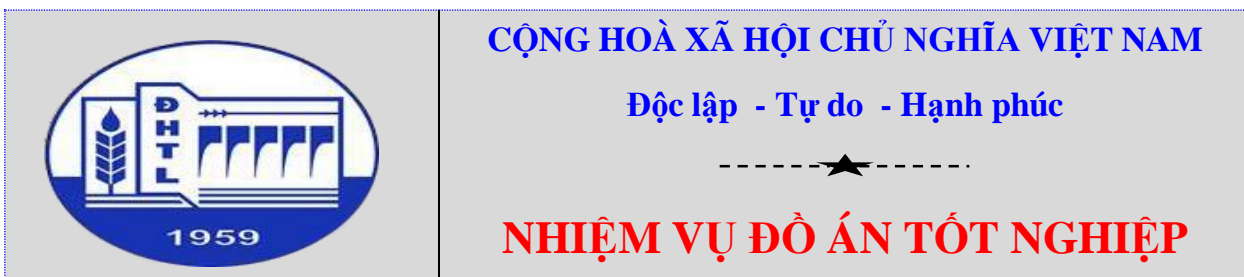 ĐHTL
1959
CỘNG HOÀ XÃ HỘI CHỦ NGHĨA VIỆT NAM
Độc lập - Tự do - Hạnh phúc
NHIỆM VỤ ĐỒ ÁN TỐT NGHIỆP